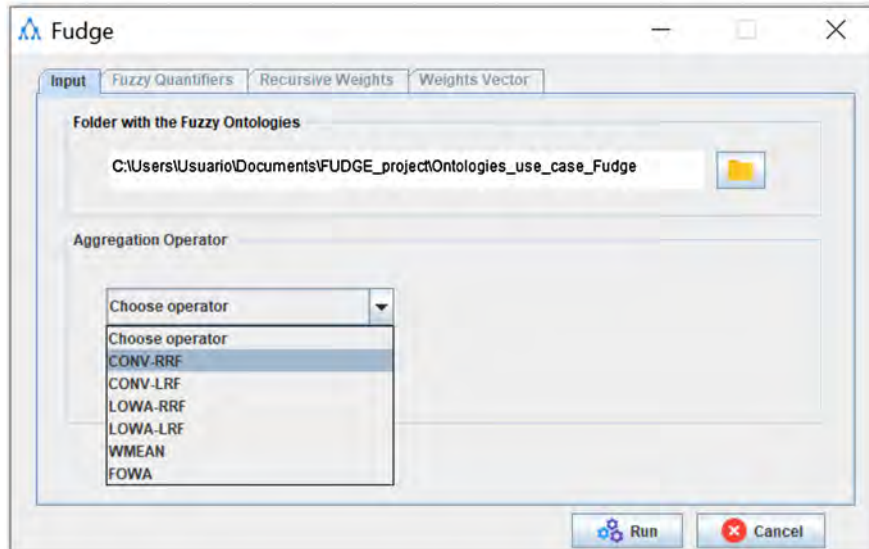 Fudge
Input Fuzzy Quantifiers Recursive Weights Weights Vector
Folder with the Fuzzy Ontologies
C:\Users\Usuario\Documents\FUDGE_project\Ontologies_use_case_Fudge
Aggregation Operator
Choose operator
Choose operator
CONV-RRF
CONV-LRF
LOWA-RRF
LOWA-LRF
WMEAN
FOWA
Run Cancel